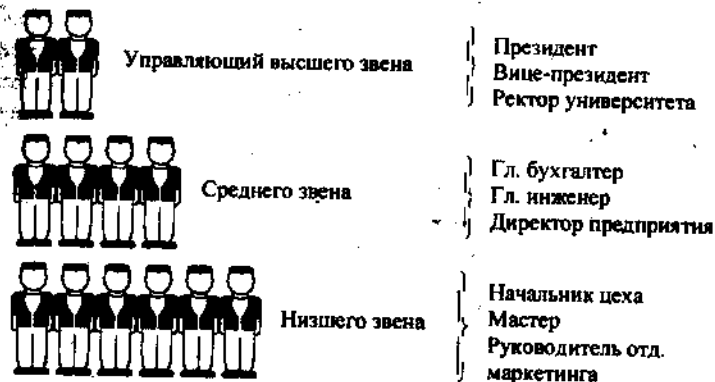 Управляющий высшего звена
Президент
Вице-президент
Ректор университета
Среднего звена
Гл. бухгалтер
Гл. инженер
Директор предприятия
Низшего звена
Начальник цеха
Мастер
Руководитель отд.
маркетинга